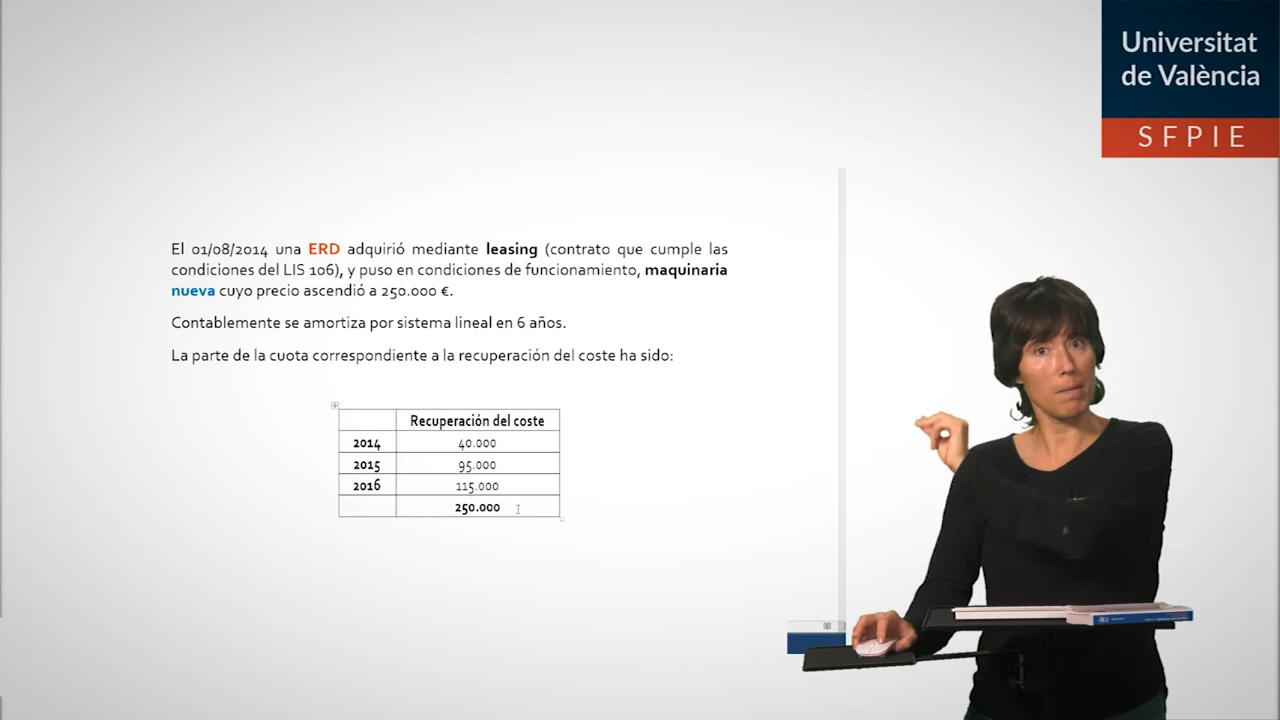 Universitat
de València
SFPIE
El 01/08/2014 una ERD adquirió mediante leasing (contrato que cumple las
condiciones del LIS 106), y puso en condiciones de funcionamiento, maquinaria
nueva cuyo precio ascendió a 250.000 €.
Contablemente se amortiza por sistema lineal en 6 años.
La parte de la cuota correspondiente a la recuperación del coste ha sido:
Recuperación del coste
2014 40.000
2015 95.000
2016 115.000
250.000